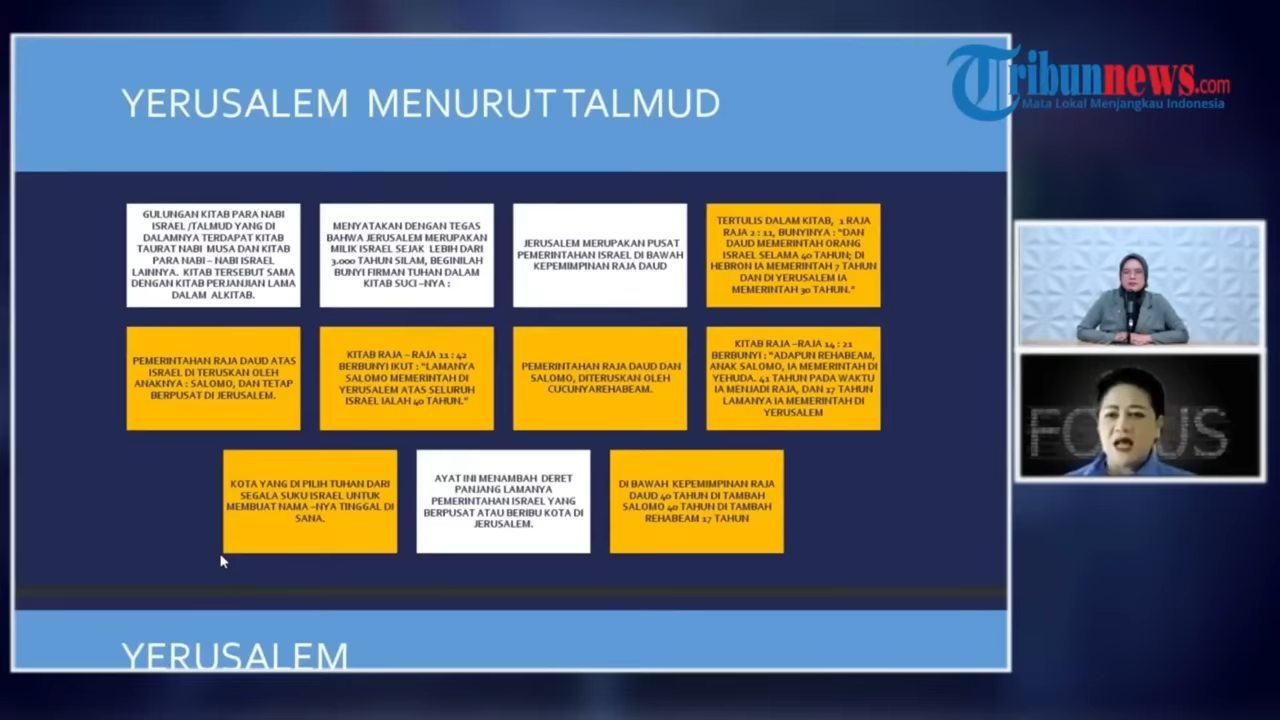 Tribunnews.com
Mata Lokal Menjangkau Indonesia
YERUSALEM MENURUT TALMUD
GULUNGAN KITAB PARA NABI
ISRAEL /TALMUD YANG DI
DALAMNYA TERDAPAT KITAB
TAURAT NABI MUSA DAN KITAB
PARA NABI – NABI ISRAEL
LAINNYA. KITAB TERSEBUT SAMA
DENGAN KITAB PERJANJIAN LAMA
DALAM ALKITAB.
MENYATAKAN DENGAN TEGAS
BAHWA JERUSALEM MERUPAKAN
MILIK ISRAEL SEJAK LEBIH DARI
3.000 TAHUN SILAM, BEGINILAH
BUNYI FIRMAN TUHAN DALAM
KITAB SUCI –NYA :
JERUSALEM MERUPAKAN PUSAT
PEMERINTAHAN ISRAEL DI BAWAH
KEPEMIMPINAN RAJA DAUD
TERTULIS DALAM KITAB, 1 RAJA
RAJA 2 : 11, BUNYINYA : “DAN
DAUD MEMERINTAH ORANG
ISRAEL SELAMA 40 TAHUN; DI
HEBRON IA MEMERINTAH 7 TAHUN
DAN DI YERUSALEM IA
MEMERINTAH 30 TAHUN.”
PEMERINTAHAN RAJA DAUD ATAS
ISRAEL DI TERUSKAN OLEH
ANAKNYA : SALOMO, DAN TETAP
BERPUSAT DI JERUSALEM.
KITAB RAJA – RAJA 11 : 42
BERBUNYI IKUT : “LAMANYA
SALOMO MEMERINTAH DI
YERUSALEM ATAS SELURUH
ISRAEL IALAH 40 TAHUN.”
PEMERINTAHAN RAJA DAUD DAN
SALOMO, DITERUSKAN OLEH
CUCUNYAREHABEAM.
KITAB RAJA –RAJA 14 : 21
BERBUNYI : “ADAPUN REHABEAM,
ANAK SALOMO, IA MEMERINTAH DI
YEHUDA. 41 TAHUN PADA WAKTU
IA MENJADI RAJA, DAN 17 TAHUN
LAMANYA IA MEMERINTAH DI
YERUSALEM
KOTA YANG DI PILIH TUHAN DARI
SEGALA SUKU ISRAEL UNTUK
MEMBUAT NAMA –NYA TINGGAL DI
SANA.
AYAT INI MENAMBAH DERET
PANJANG LAMANYA
PEMERINTAHAN ISRAEL YANG
BERPUSAT ATAU BERIBU KOTA DI
JERUSALEM.
DI BAWAH KEPEMIMPINAN RAJA
DAUD 40 TAHUN DI TAMBAH
SALOMO 40 TAHUN DI TAMBAH
REHABEAM 17 TAHUN
YERUSALEM